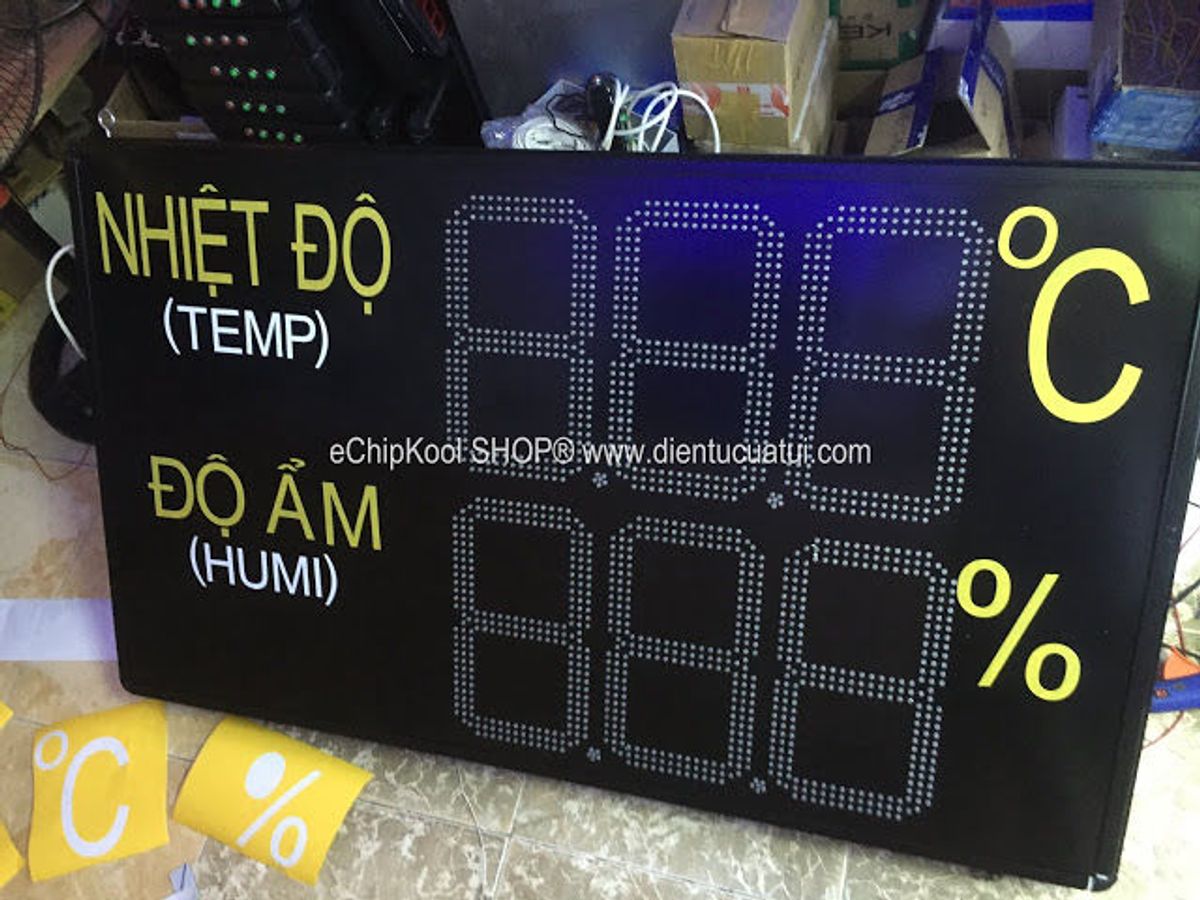 NHIỆT ĐỘ
(TEMP)
°C
eChipKool SHOP® www.dientucuatui.com
ĐỘ ẨM
(HUMI)
%
°C
%